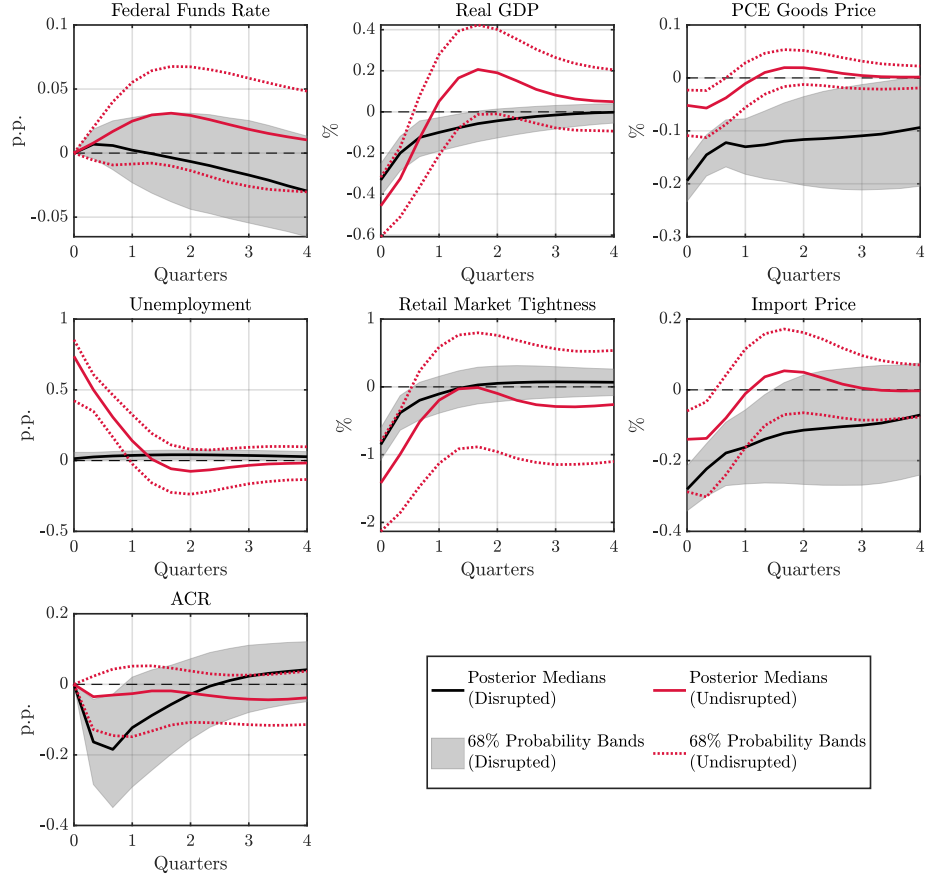 Federal Funds Rate
0.1
0.05
0
-0.05
p.p.
0 1 2 3 4
Quarters
Real GDP
0.4
0.2
0
-0.2
-0.4
-0.6
%
0 1 2 3 4
Quarters
PCE Goods Price
0.1
0
-0.1
-0.2
-0.3
%
0 1 2 3 4
Quarters
Unemployment
1
0.5
0
-0.5
p.p.
0 1 2 3 4
Quarters
Retail Market Tightness
1
0
-1
-2
%
0 1 2 3 4
Quarters
Import Price
0.2
0
-0.2
-0.4
%
0 1 2 3 4
Quarters
ACR
0.2
0
-0.2
-0.4
p.p.
0 1 2 3 4
Quarters
Posterior Medians
(Disrupted)
Posterior Medians
(Undisrupted)
68% Probability Bands
(Disrupted)
68% Probability Bands
(Undisrupted)